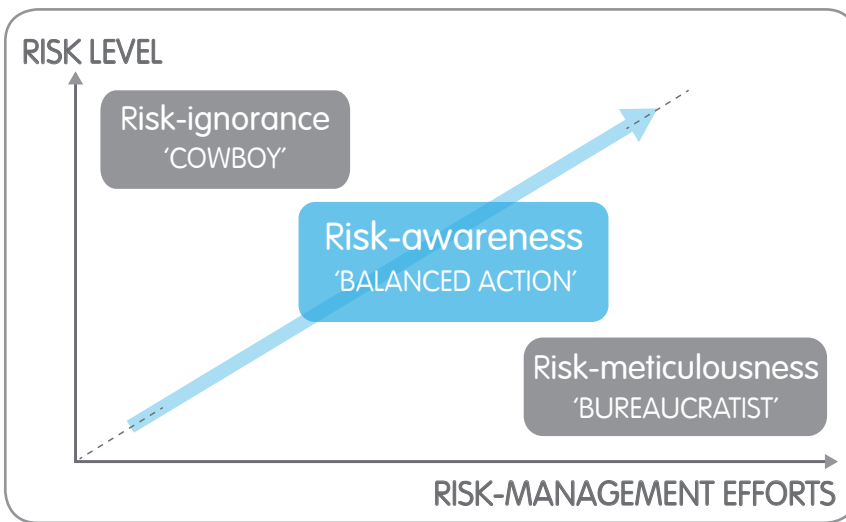 RISK LEVEL
Risk-ignorance
‘COWBOY’
Risk-awareness
‘BALANCED ACTION’
Risk-meticulousness
‘BUREAUCRATIST’
RISK-MANAGEMENT EFFORTS